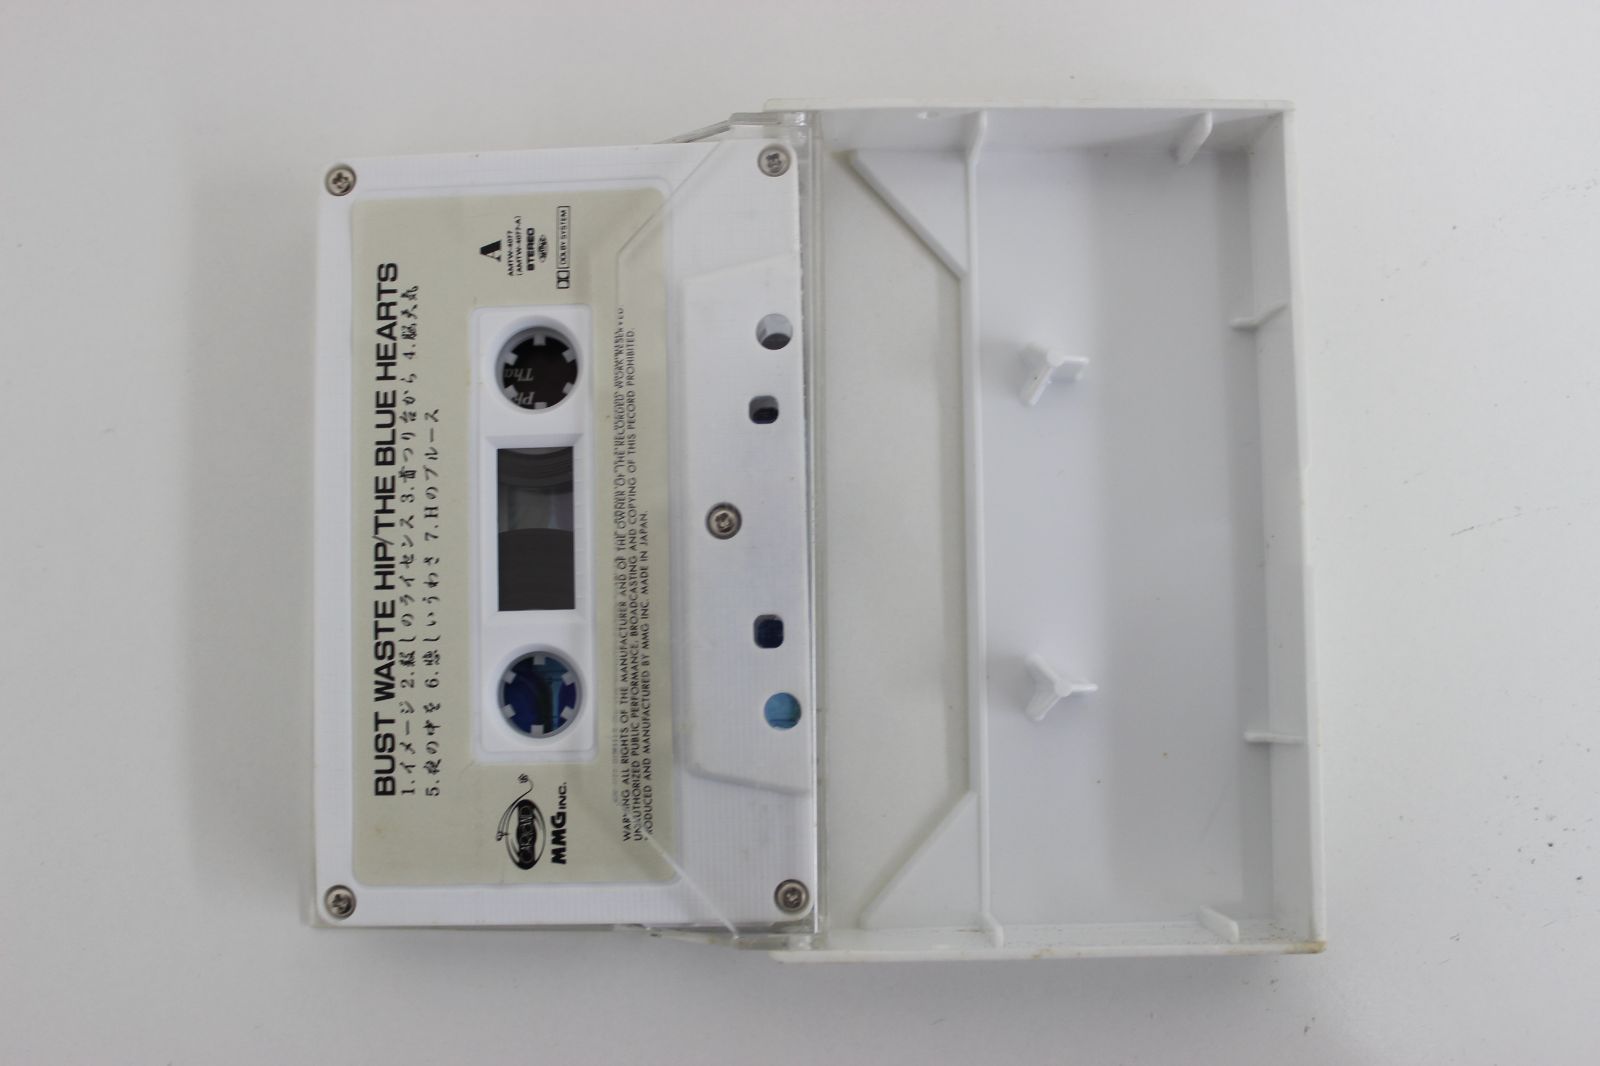 BUST WASTE HIP/THE BLUE HEARTS
1.イメージ 2.殺しのライセンス 3.首つり台から 4.脳天気
5.夜の中を 6.悲しいうわさ 7.Hのブルース
A
AMTW-4077
(AMTW-4077-A)
STEREO
DOLBY SYSTEM
MMG INC.
WARNING ALL RIGHTS OF THE MANUFACTURER AND OF THE OWNER OF THE RECORDED WORK RESERVED.
UNAUTHORIZED PUBLIC PERFORMANCE, BROADCASTING AND COPYING OF THIS RECORD PROHIBITED.
PRODUCED AND MANUFACTURED BY MMG INC. MADE IN JAPAN.